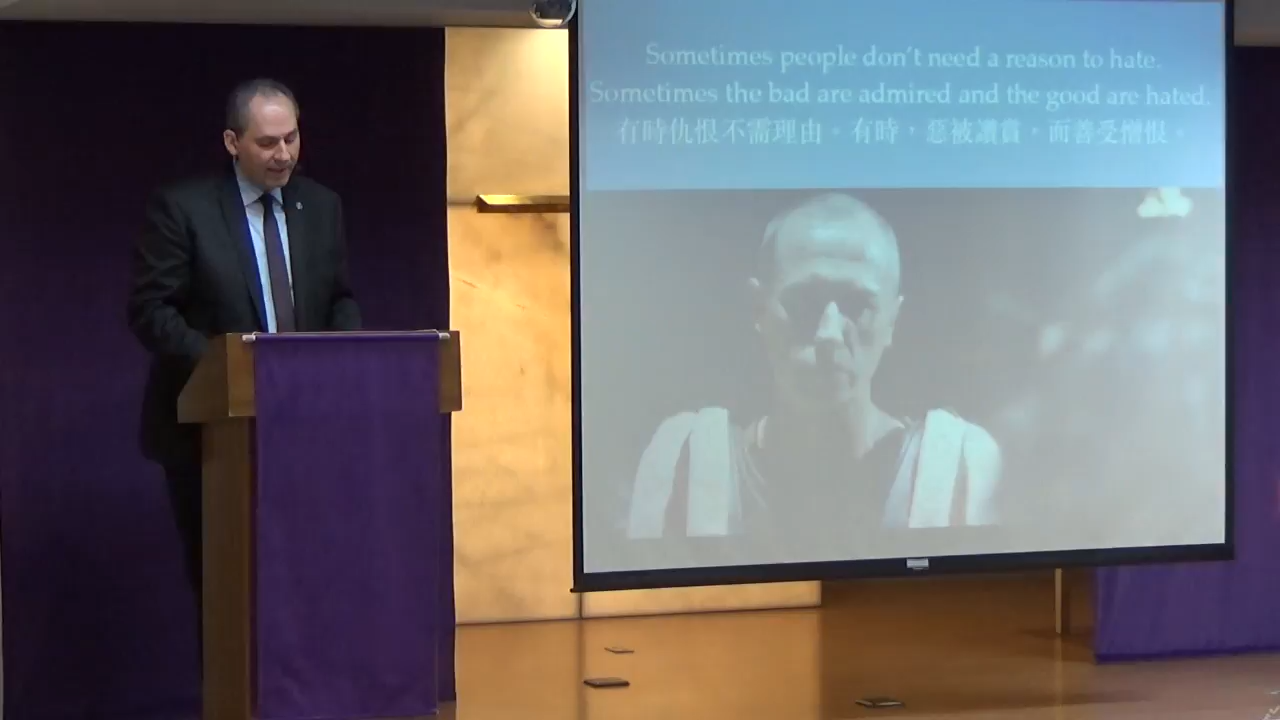 Sometimes people don't need a reason to hate.
Sometimes the bad are admired and the good are hated.
有時仇恨不需理由。有時，惡被讚賞，而善受憎恨。